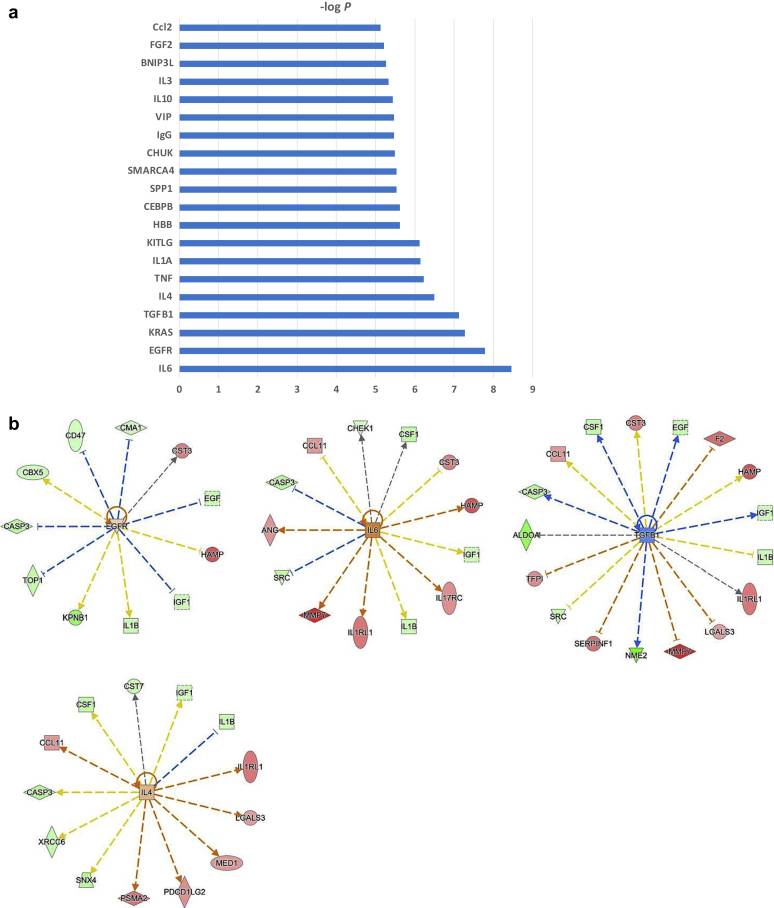 a
-log P
Ccl2
FGF2
BNIP3L
IL3
IL10
VIP
IgG
CHUK
SMARCA4
SPP1
CEBPB
HBB
KITLG
IL1A
TNF
IL4
TGFB1
KRAS
EGFR
IL6
0 1 2 3 4 5 6 7 8 9
b
CD47
CMA1
CST3
CBX5
EGF
EGFR
CASP3
HAMP
TOP1
IGF1
KPNB1
IL1B
CHEK1
CSF1
CCL11
CST3
CASP3
HAMP
ANG
IL6
IGF1
SRC
IL17RC
MMP7
IL1RL1
IL1B
CSF1
CST3
EGF
F2
CCL11
HAMP
CASP3
IGF1
ALDOA
TGFB1
IL1B
TFPI
IL1RL1
SRC
LGALS3
SERPINF1
NME2
MMP7
CST7
IGF1
CSF1
IL1B
CCL11
IL1RL1
CASP3
IL4
LGALS3
XRCC6
MED1
SNX4
PSMA2
PDCD1LG2